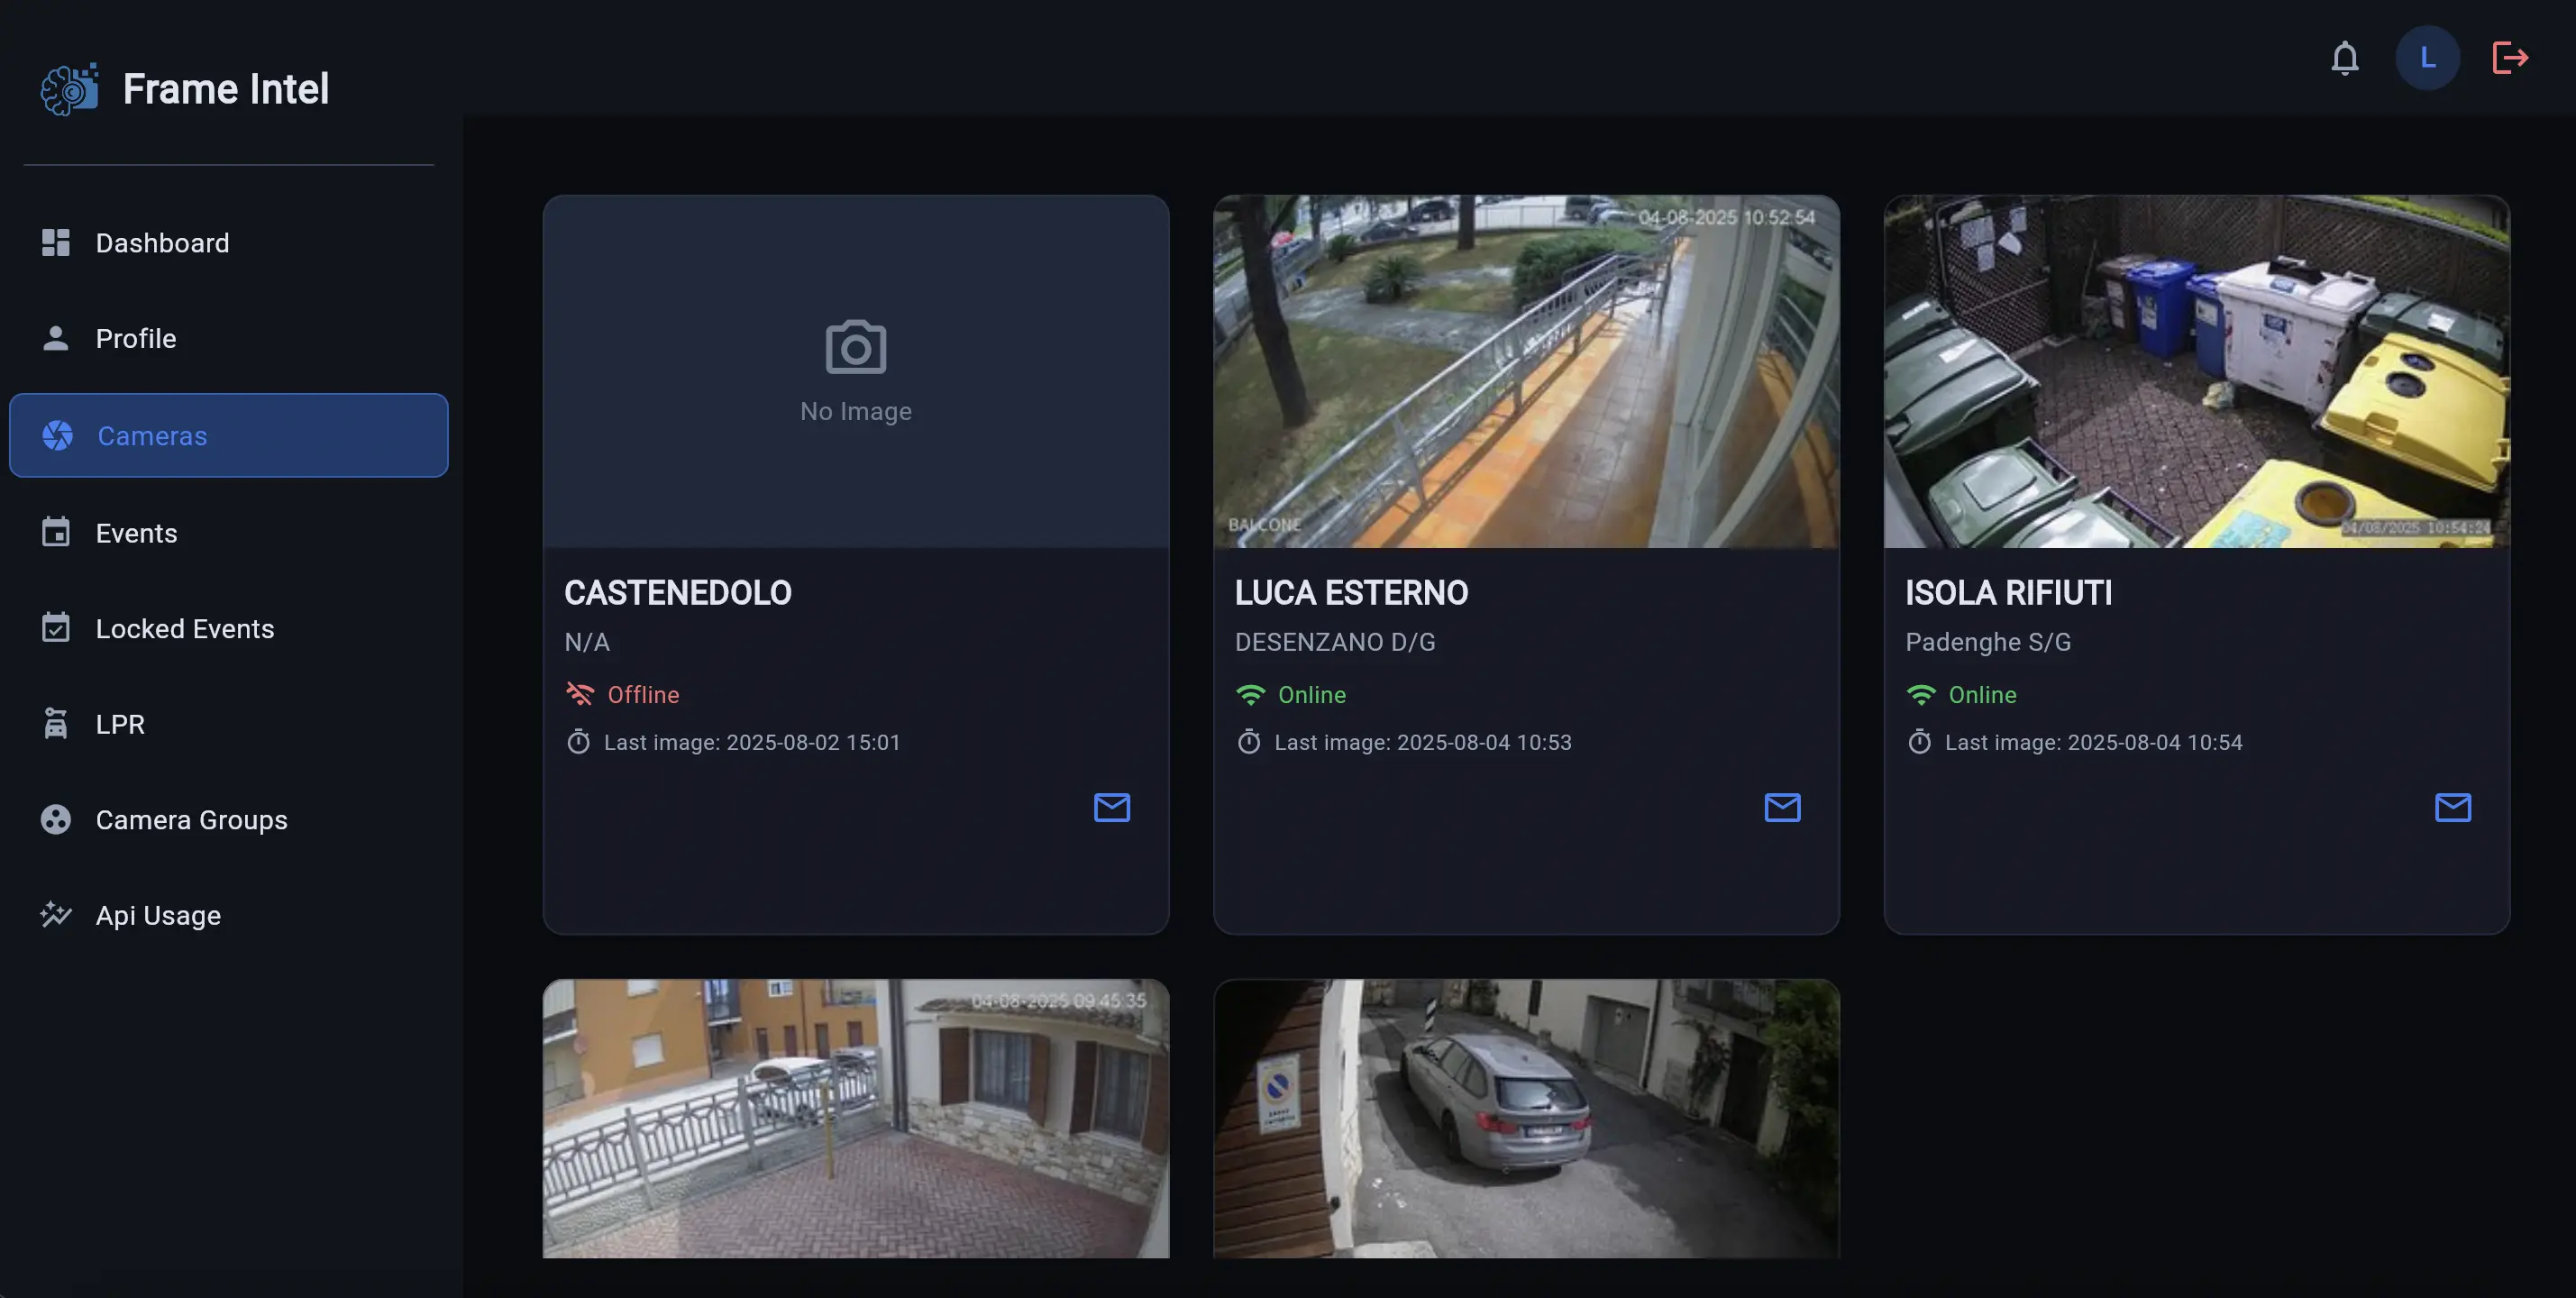 Frame Intel
L
Dashboard
Profile
Cameras
Events
Locked Events
LPR
Camera Groups
Api Usage
No Image
CASTENEDOLO
N/A
Offline
Last image: 2025-08-02 15:01
04-08-2025 10:52:54
BALCONE
LUCA ESTERNO
DESENZANO D/G
Online
Last image: 2025-08-04 10:53
04/08/2025 10:54:24
ISOLA RIFIUTI
Padenghe S/G
Online
Last image: 2025-08-04 10:54
04-08-2025 09:45:35